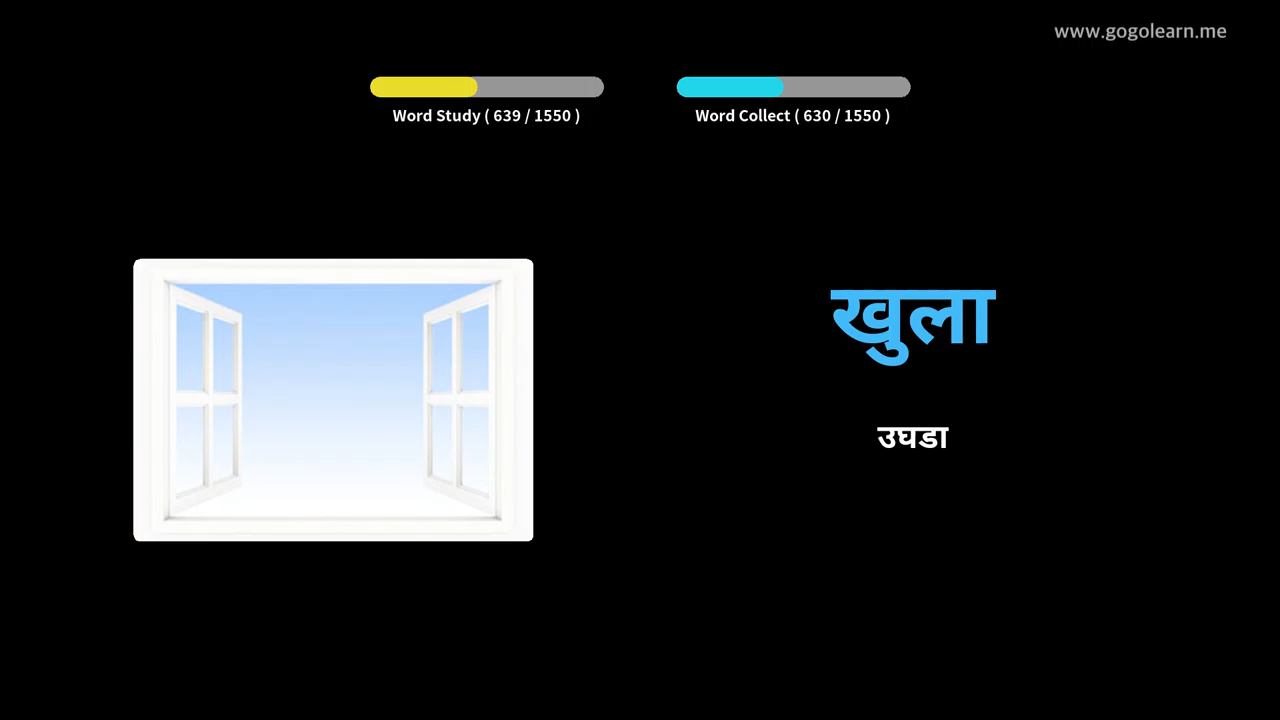 www.gogolearn.me
Word Study ( 639 / 1550 )
Word Collect ( 630 / 1550 )
खुला
उघडा